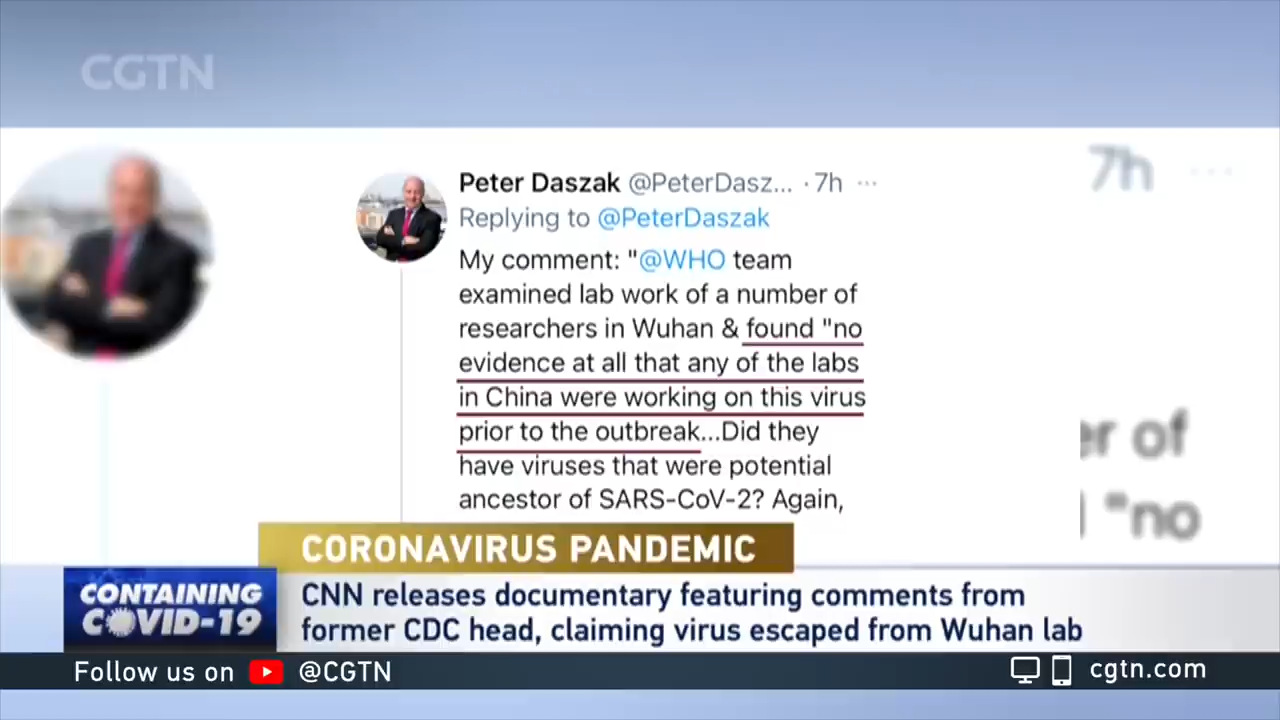 CGTN
7h
Peter Daszak @PeterDasz... · 7h ···
Replying to @PeterDaszak
My comment: "@WHO team
examined lab work of a number of
researchers in Wuhan & found "no
evidence at all that any of the labs
in China were working on this virus
prior to the outbreak...Did they
have viruses that were potential
ancestor of SARS-CoV-2? Again,
er of
"no
CORONAVIRUS PANDEMIC
CONTAINING
COVID-19
CNN releases documentary featuring comments from
former CDC head, claiming virus escaped from Wuhan lab
Follow us on @CGTN
cgtn.com